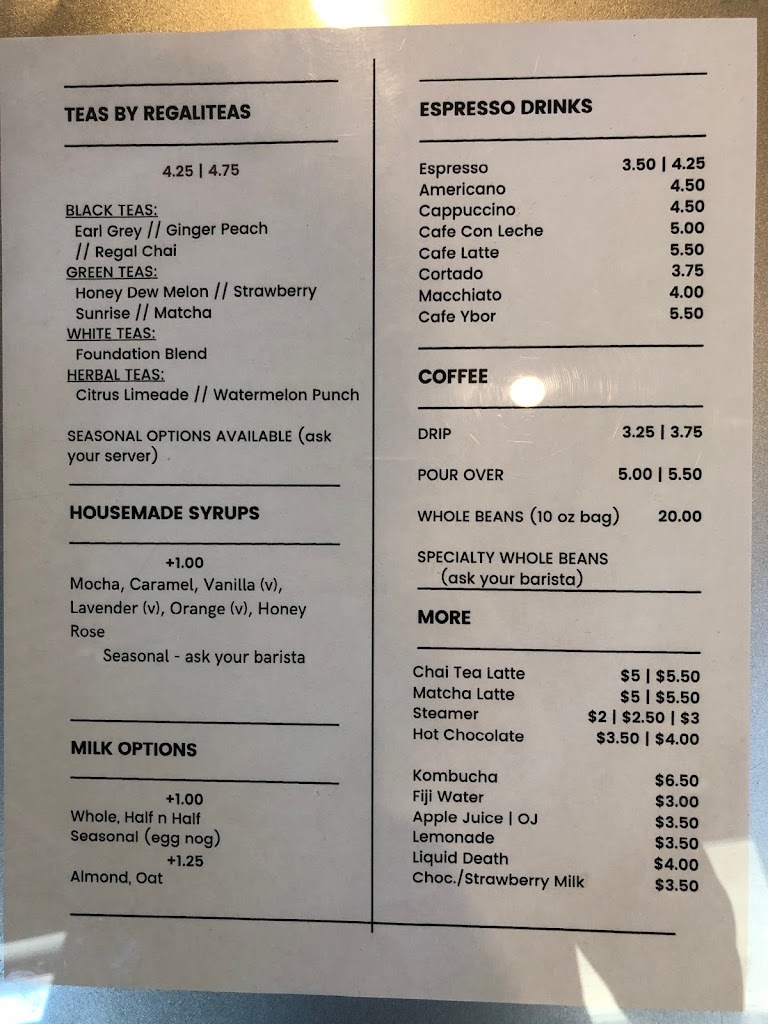 TEAS BY REGALITEAS
4.25 | 4.75
BLACK TEAS:
Earl Grey // Ginger Peach
// Regal Chai
GREEN TEAS:
Honey Dew Melon // Strawberry
Sunrise // Matcha
WHITE TEAS:
Foundation Blend
HERBAL TEAS:
Citrus Limeade // Watermelon Punch
SEASONAL OPTIONS AVAILABLE (ask
your server)
HOUSEMADE SYRUPS
+1.00
Mocha, Caramel, Vanilla (v),
Lavender (v), Orange (v), Honey
Rose
Seasonal - ask your barista
MILK OPTIONS
+1.00
Whole, Half n Half
Seasonal (egg nog)
+1.25
Almond, Oat
ESPRESSO DRINKS
Espresso 3.50 | 4.25
Americano 4.50
Cappuccino 4.50
Cafe Con Leche 5.00
Cafe Latte 5.50
Cortado 3.75
Macchiato 4.00
Cafe Ybor 5.50
COFFEE
DRIP 3.25 | 3.75
POUR OVER 5.00 | 5.50
WHOLE BEANS (10 oz bag) 20.00
SPECIALTY WHOLE BEANS
(ask your barista)
MORE
Chai Tea Latte $5 | $5.50
Matcha Latte $5 | $5.50
Steamer $2 | $2.50 | $3
Hot Chocolate $3.50 | $4.00
Kombucha $6.50
Fiji Water $3.00
Apple Juice | OJ $3.50
Lemonade $3.50
Liquid Death $4.00
Choc./Strawberry Milk $3.50